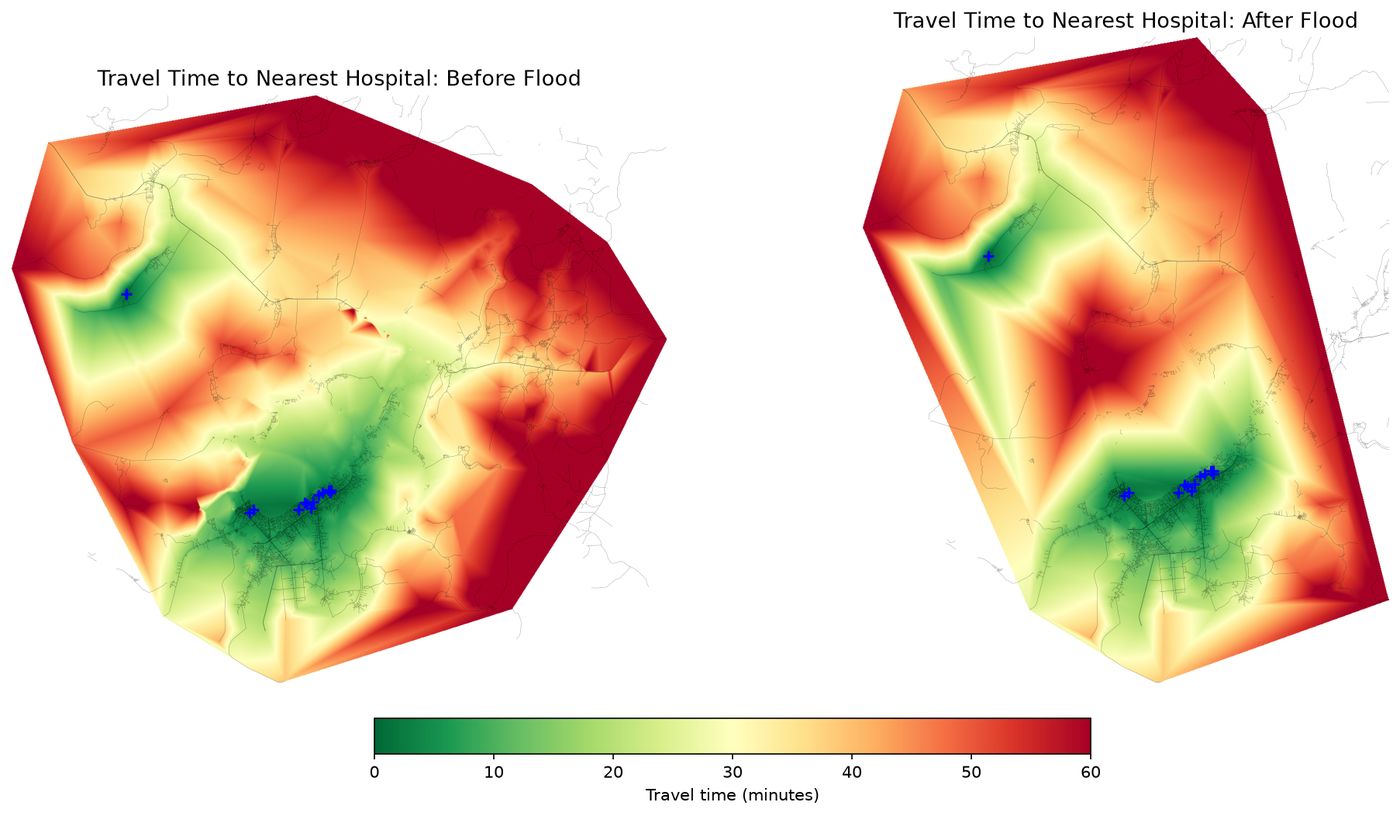 Travel Time to Nearest Hospital: After Flood
Travel Time to Nearest Hospital: Before Flood
0 10 20 30 40 50 60
Travel time (minutes)